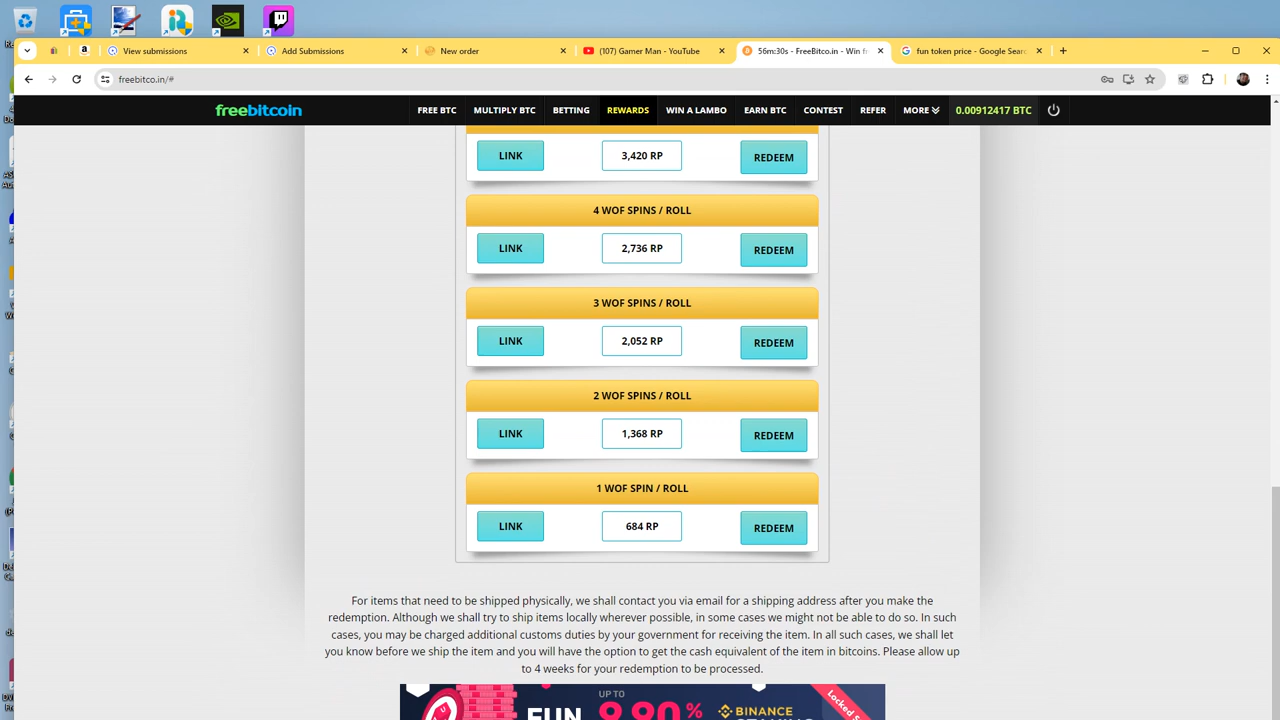 View submissions
Add Submissions
New order
(107) Gamer Man - YouTube
56m:30s - FreeBitco.in - Win f
fun token price - Google Sear
freebitco.in/#
freebitcoin
FREE BTC
MULTIPLY BTC
BETTING
REWARDS
WIN A LAMBO
EARN BTC
CONTEST
REFER
MORE
0.00912417 BTC
LINK
3,420 RP
REDEEM
4 WOF SPINS / ROLL
LINK
2,736 RP
REDEEM
3 WOF SPINS / ROLL
LINK
2,052 RP
REDEEM
2 WOF SPINS / ROLL
LINK
1,368 RP
REDEEM
1 WOF SPIN / ROLL
LINK
684 RP
REDEEM
For items that need to be shipped physically, we shall contact you via email for a shipping address after you make the
redemption. Although we shall try to ship items locally wherever possible, in some cases we might not be able to do so. In such
cases, you may be charged additional customs duties by your government for receiving the item. In all such cases, we shall let
you know before we ship the item and you will have the option to get the cash equivalent of the item in bitcoins. Please allow up
to 4 weeks for your redemption to be processed.
UP TO
FUN
9.90%
BINANCE
STAKING